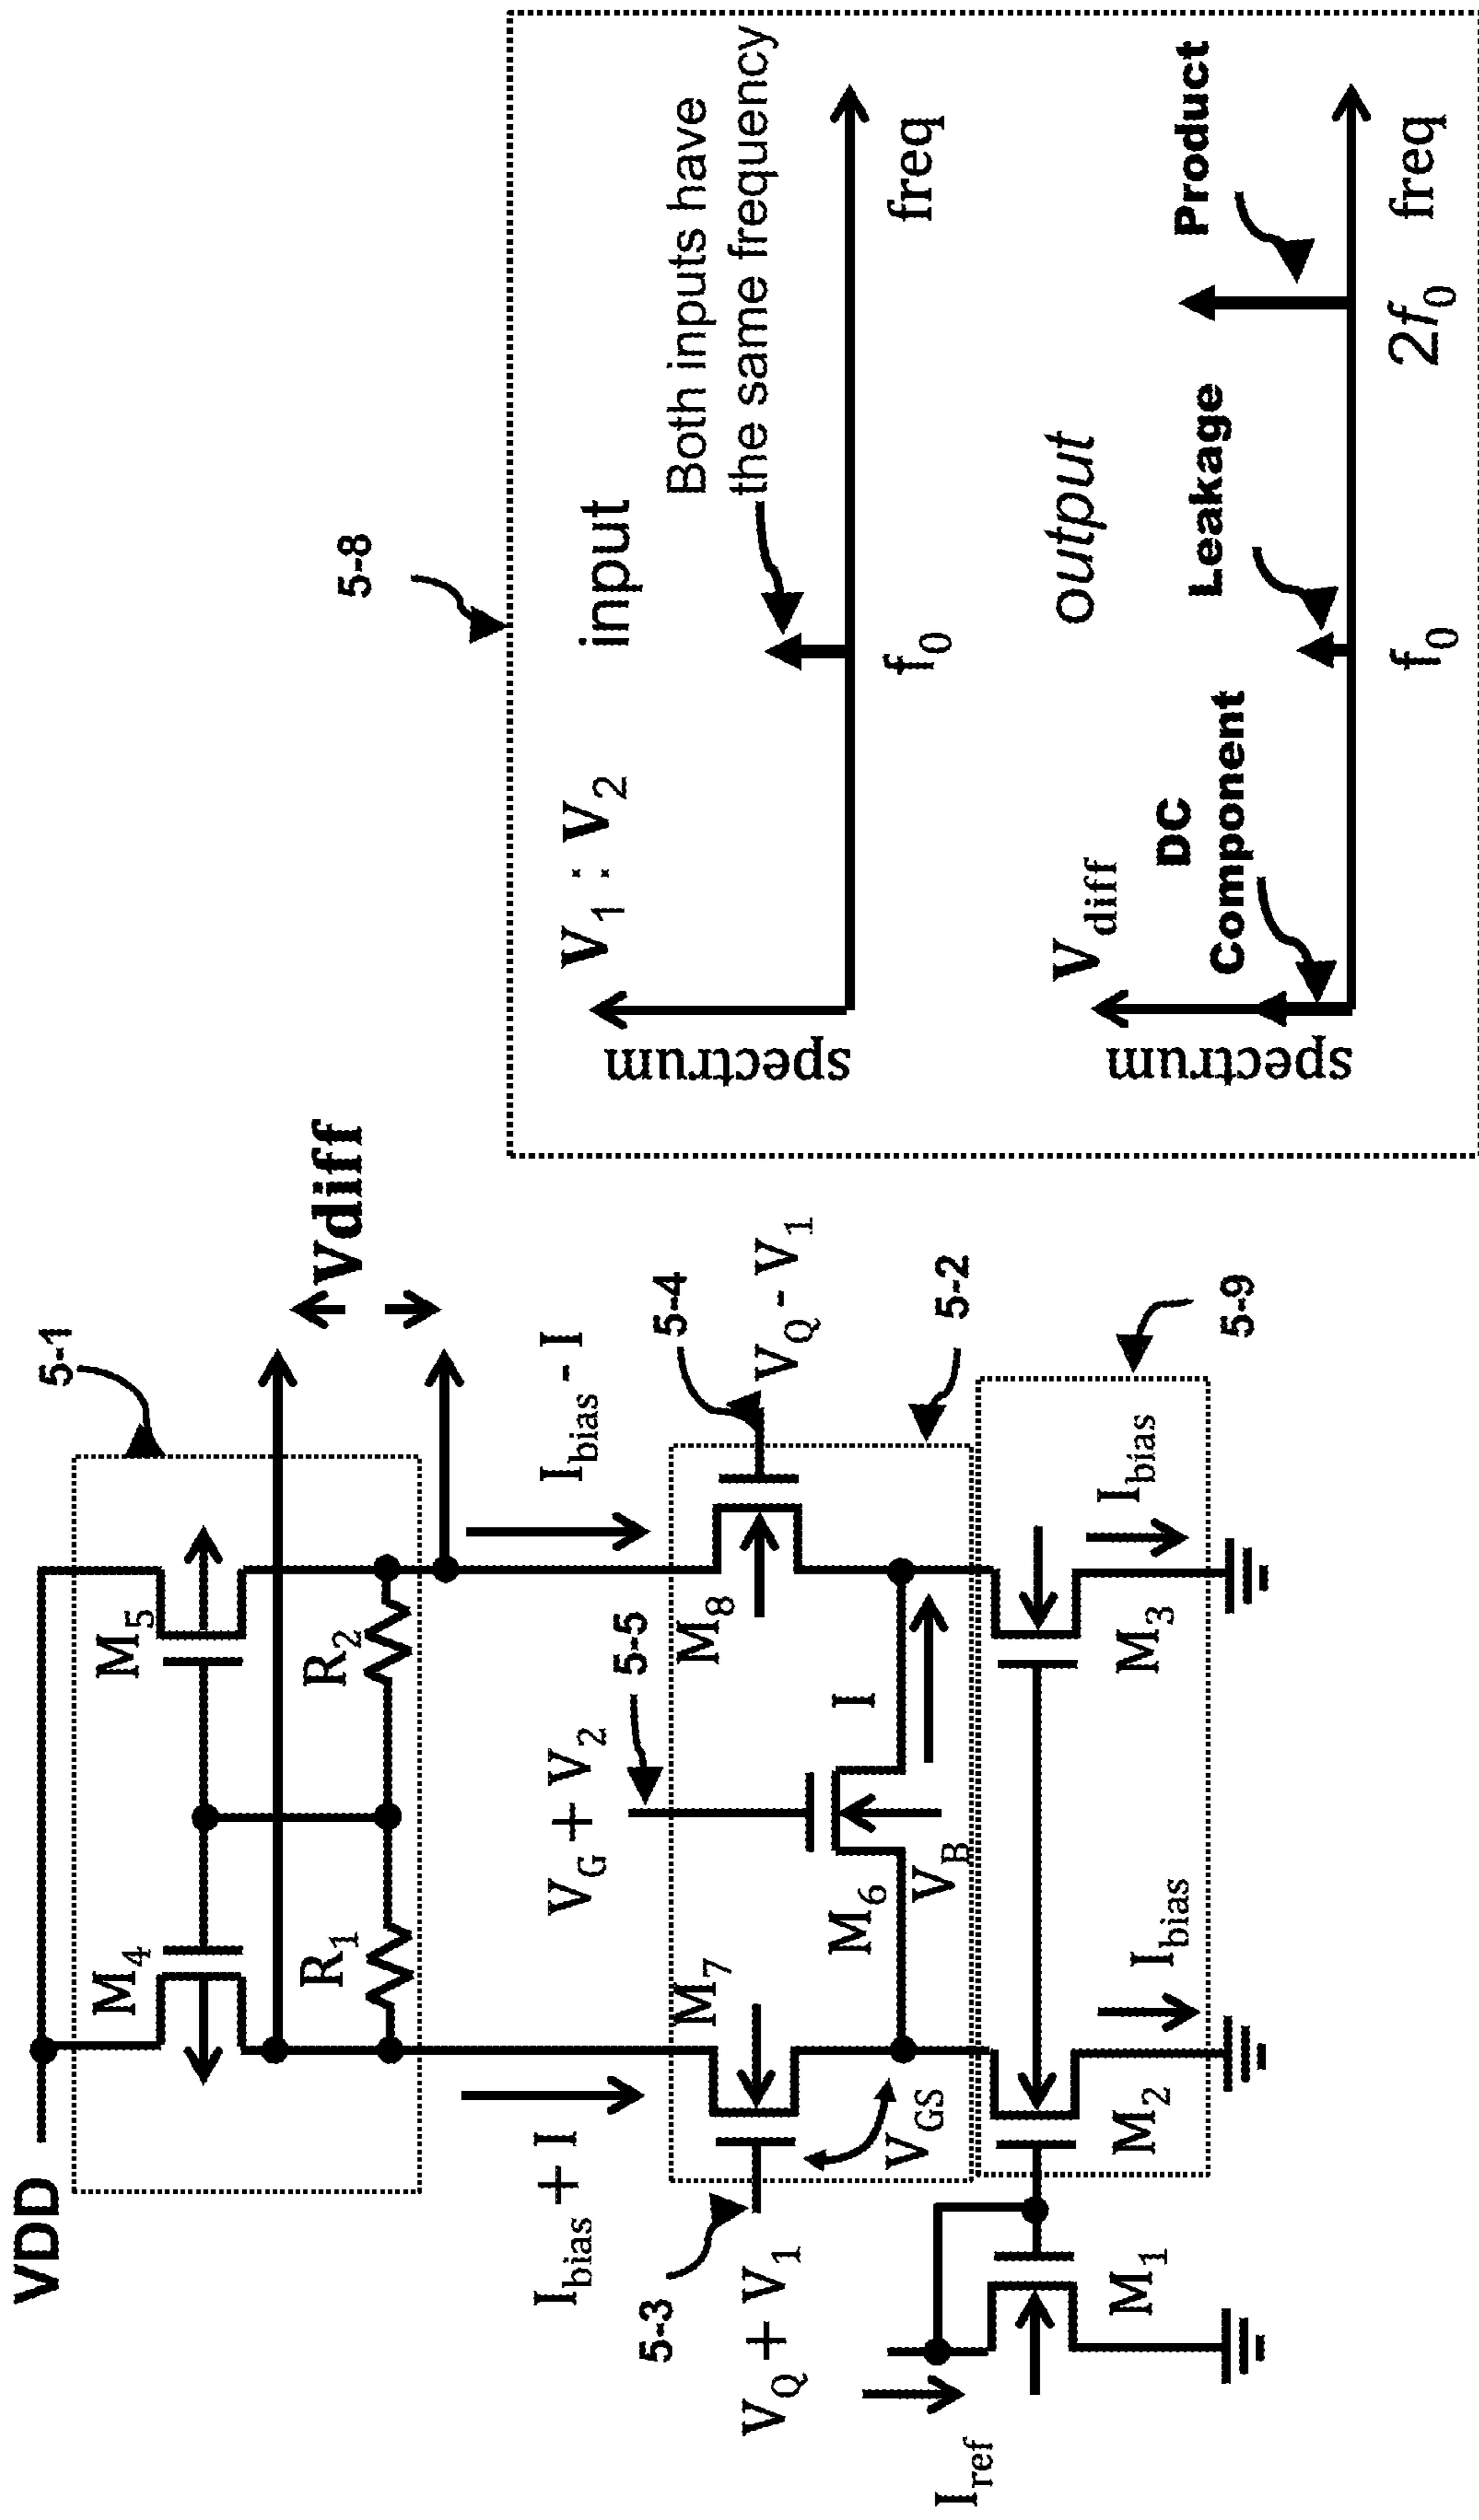 VDD
5-1
M4
M5
R1
R2
Vdiff
Ibias + I
Ibias - I
5-3
VQ + V1
M7
VG + V2
5-5
M8
5-4
VQ - V1
VGS
M6
VB
I
5-2
Iref
M1
M2
Ibias
M3
Ibias
5-9
5-8
V1 : V2 input
Both inputs have
the same frequency
spectrum
f0
freq
Vdiff output
DC
component
Leakage
Product
spectrum
f0
2f0
freq